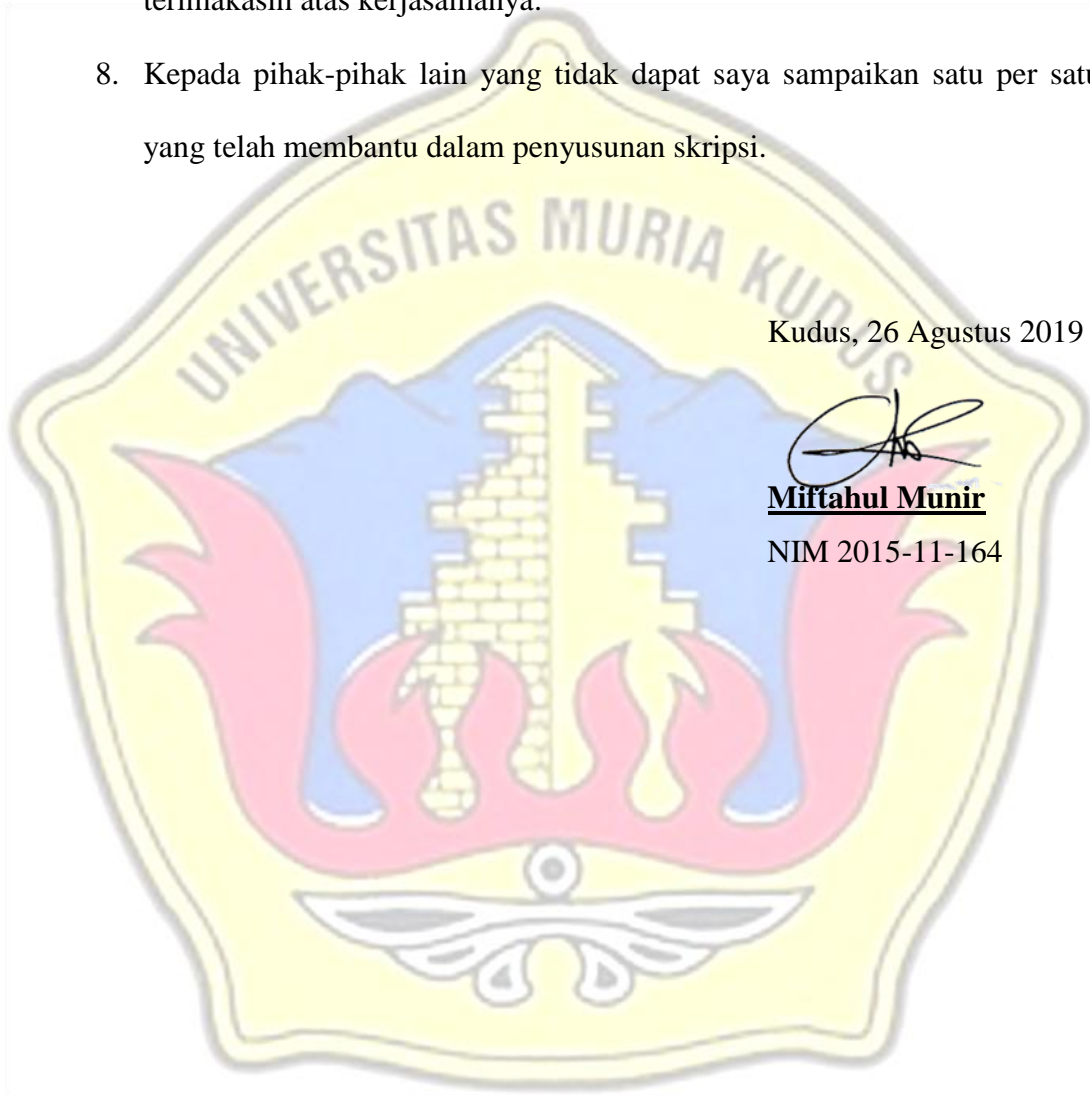 terimakasih atas kerjasamanya.
8. Kepada pihak-pihak lain yang tidak dapat saya sampaikan satu per satu
yang telah membantu dalam penyusunan skripsi.
UNIVERSITAS MURIA KUDUS
Kudus, 26 Agustus 2019
Miftahul Munir
NIM 2015-11-164